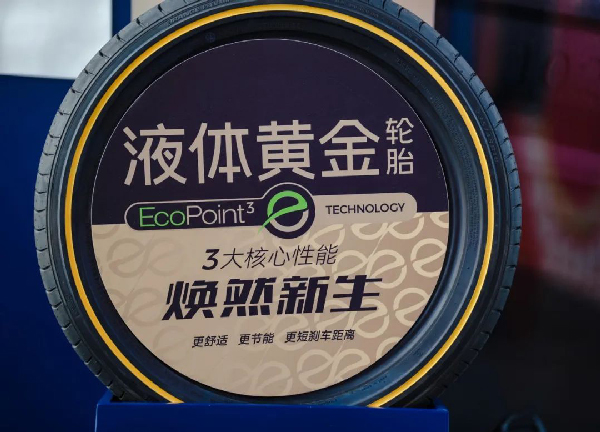 液体黄金轮胎
EcoPoint³ e TECHNOLOGY
3大核心性能
焕然新生
更舒适 更节能 更短刹车距离